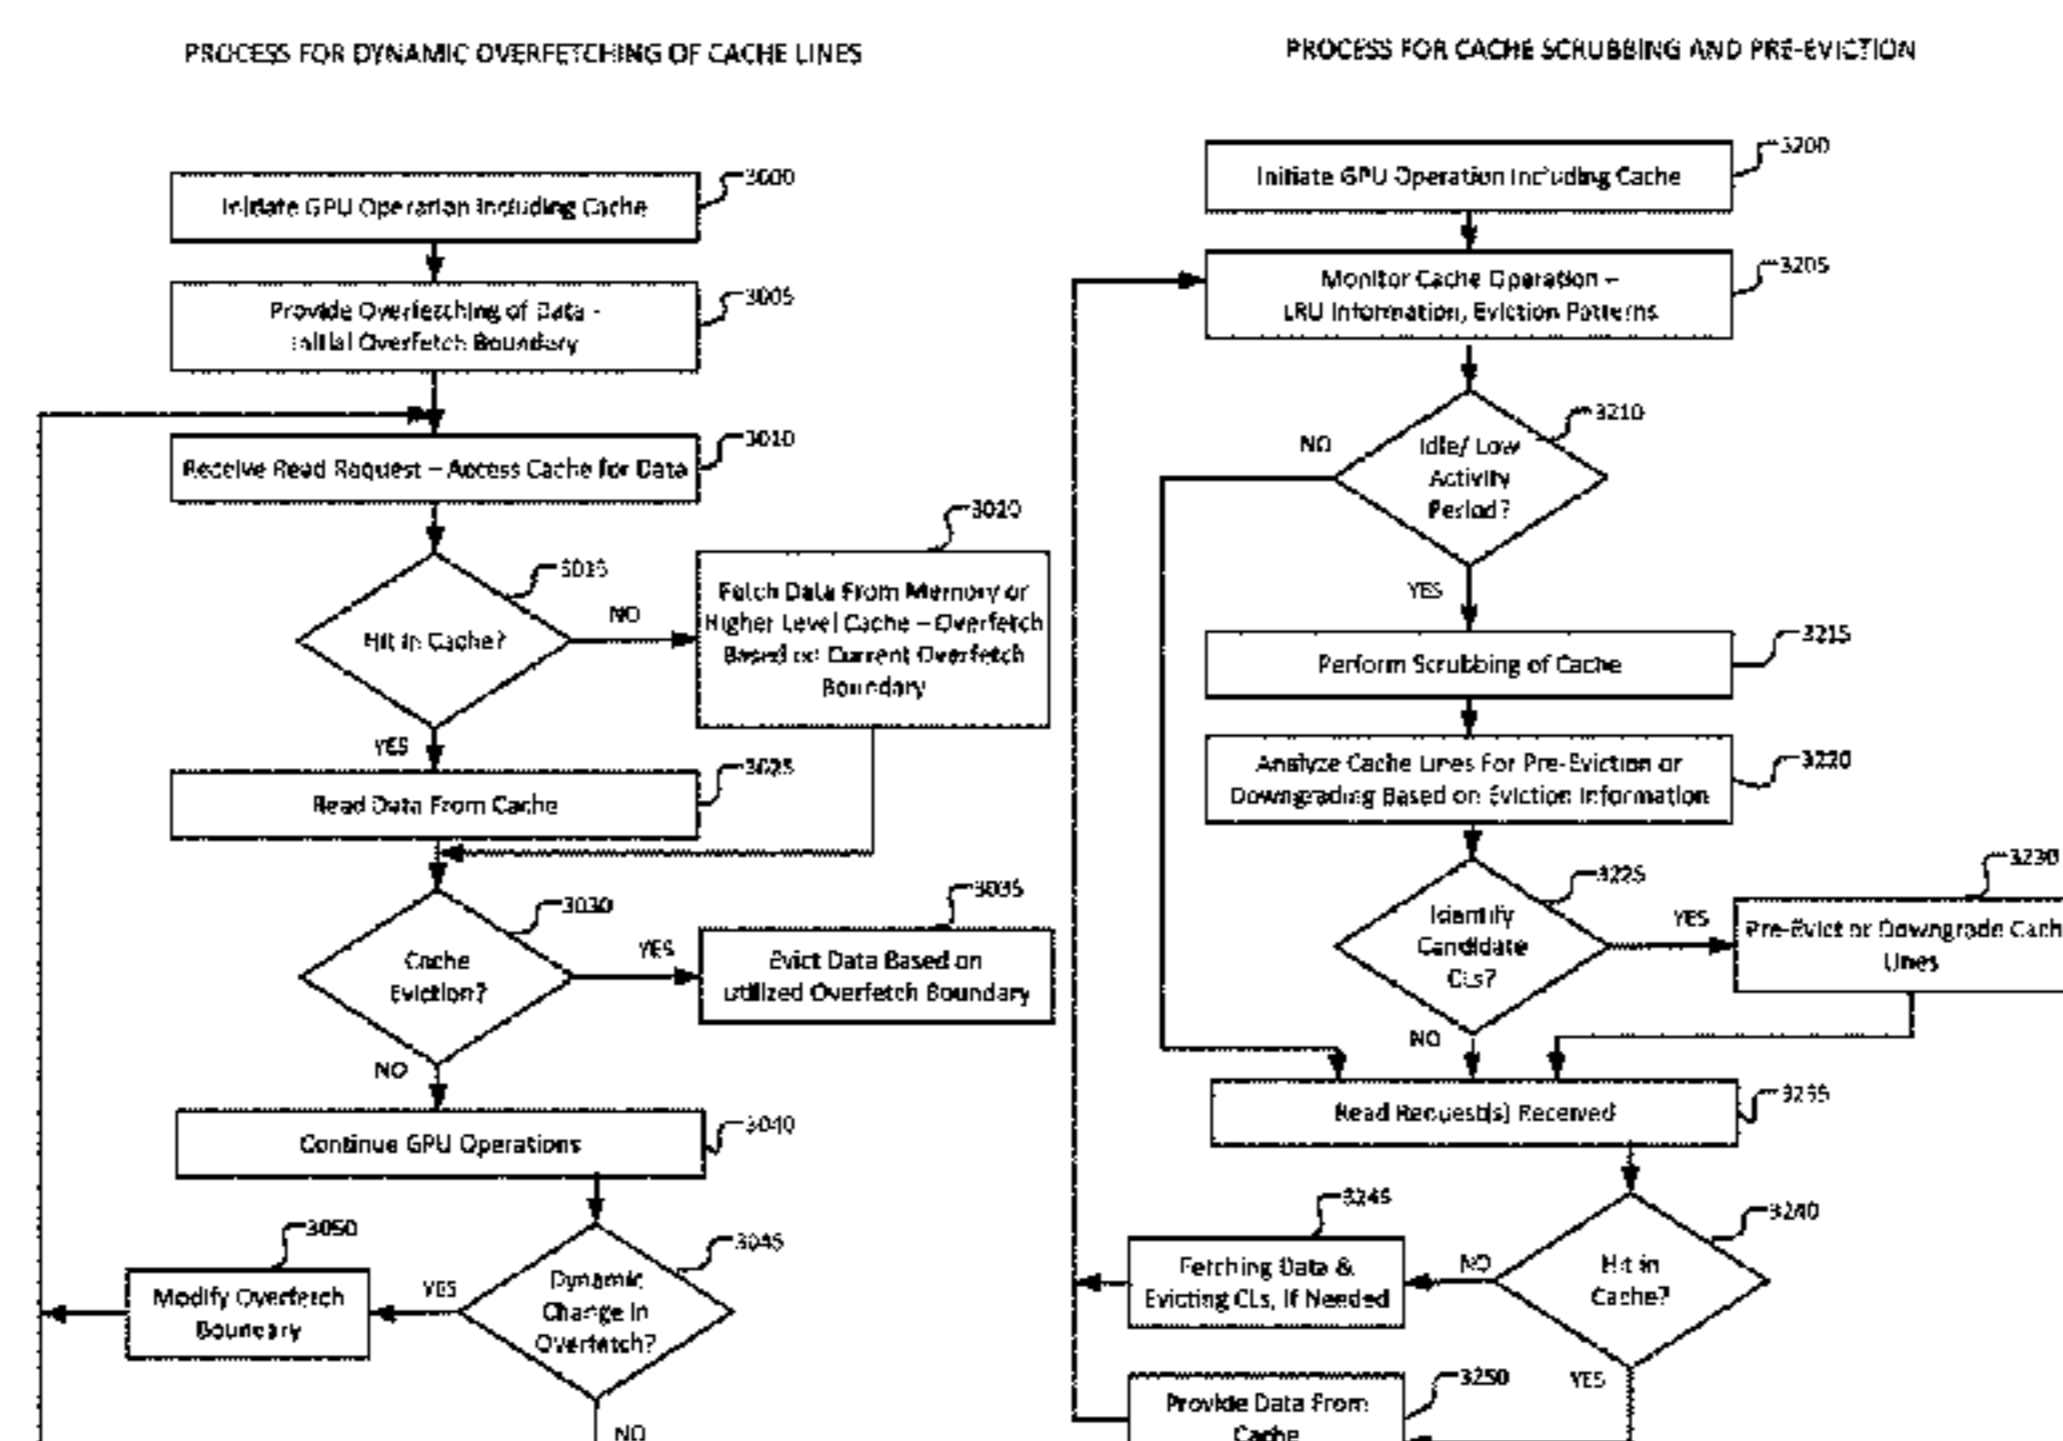 PROCESS FOR DYNAMIC OVERFETCHING OF CACHE LINES
3000
Initiate GPU Operation Including Cache
3005
Provide Overfetching of Data -
Initial Overfetch Boundary
3010
Receive Read Request – Access Cache for Data
3015
Hit in Cache?
NO
YES
3020
Fetch Data From Memory or
Higher Level Cache – Overfetch
Based on Current Overfetch
Boundary
3025
Read Data From Cache
3030
Cache
Eviction?
YES
NO
3035
Evict Data Based on
utilized Overfetch Boundary
3040
Continue GPU Operations
3045
Dynamic
Change in
Overfetch?
YES
NO
3050
Modify Overfetch
Boundary
PROCESS FOR CACHE SCRUBBING AND PRE-EVICTION
3200
Initiate GPU Operation Including Cache
3205
Monitor Cache Operation –
LRU Information, Eviction Patterns
3210
Idle/ Low
Activity
Period?
NO
YES
3215
Perform Scrubbing of Cache
3220
Analyze Cache Lines For Pre-Eviction or
Downgrading Based on Eviction Information
3225
Identify
Candidate
CLs?
YES
NO
3230
Pre-Evict or Downgrade Cach
Lines
3235
Read Request(s) Received
3240
Hit in
Cache?
NO
YES
3245
Fetching Data &
Evicting CLs, If Needed
3250
Provide Data From
Cache